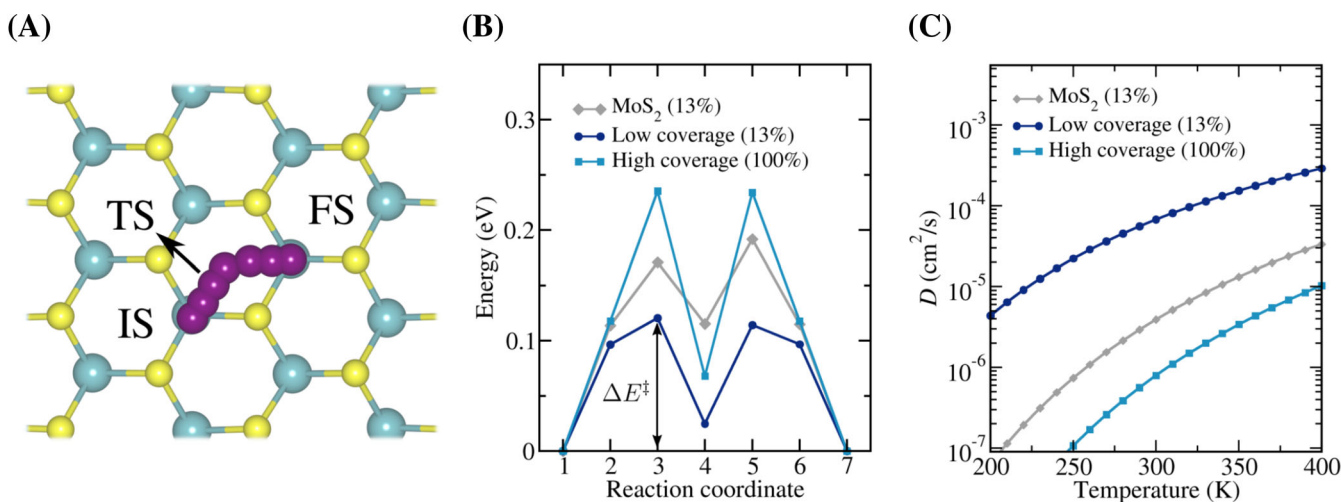 (A)
TS
FS
IS
(B)
Energy (eV)
0.3
0.2
0.1
0
MoS₂ (13%)
Low coverage (13%)
High coverage (100%)
ΔE‡
1 2 3 4 5 6 7
Reaction coordinate
(C)
D (cm²/s)
10⁻³
10⁻⁴
10⁻⁵
10⁻⁶
10⁻⁷
MoS₂ (13%)
Low coverage (13%)
High coverage (100%)
200 250 300 350 400
Temperature (K)